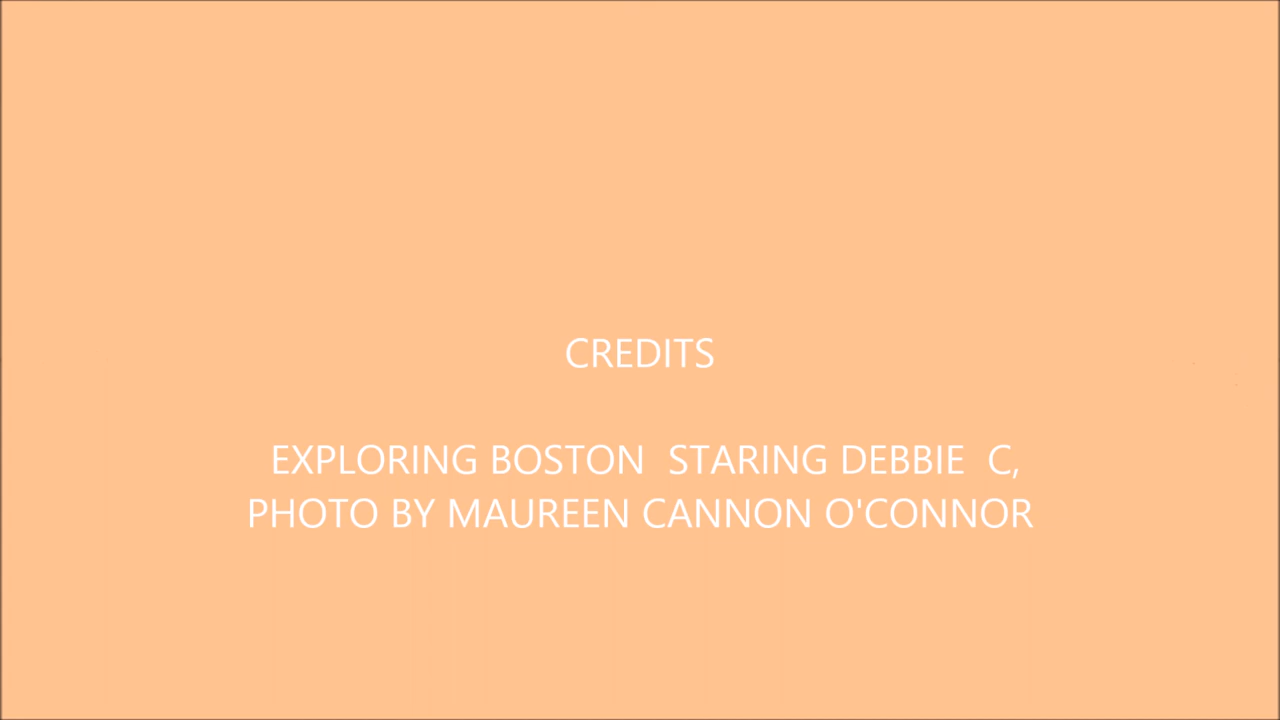 CREDITS
EXPLORING BOSTON  STARING DEBBIE  C,
PHOTO BY MAUREEN CANNON O'CONNOR